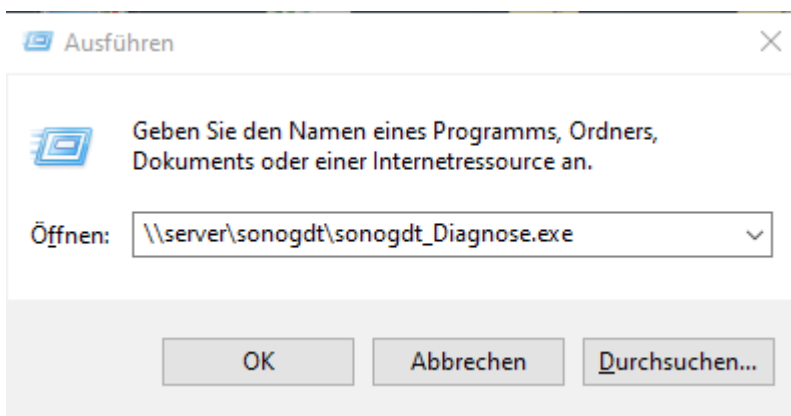 Ausführen
Geben Sie den Namen eines Programms, Ordners,
Dokuments oder einer Internetressource an.
Öffnen: \\server\sonogdt\sonogdt_Diagnose.exe
OK Abbrechen Durchsuchen...